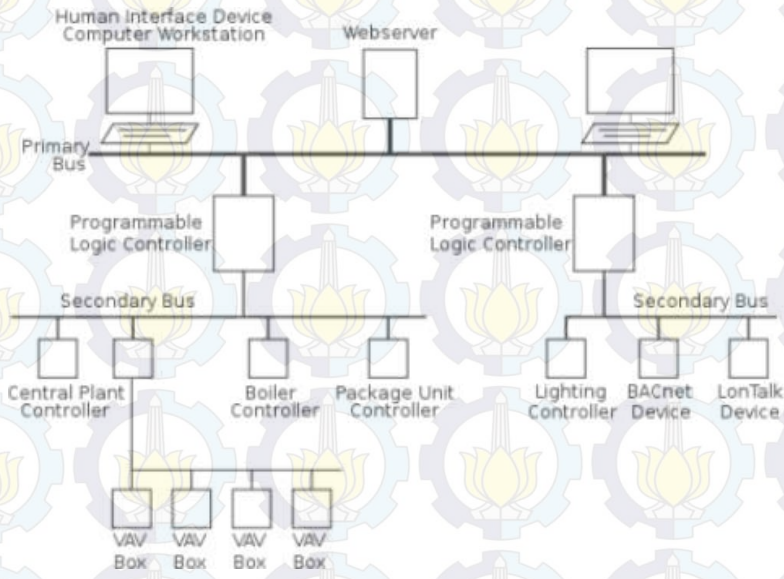 Human Interface Device
Computer Workstation
Webserver
Primary
Bus
Programmable
Logic Controller
Programmable
Logic Controller
Secondary Bus
Secondary Bus
Central Plant
Controller
Boiler
Controller
Package Unit
Controller
Lighting
Controller
BACnet
Device
LonTalk
Device
VAV
Box
VAV
Box
VAV
Box
VAV
Box